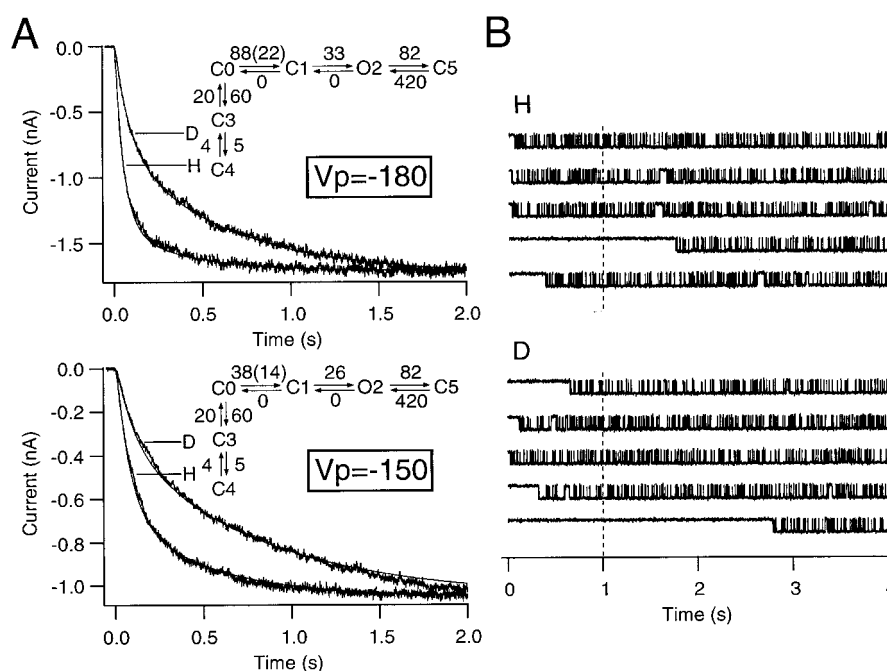 A
B
0.0
-0.5
-1.0
-1.5
Current (nA)
88(22) 33 82
C0 C1 O2 C5
0 0 420
20 60
C3
4 5
C4
D
H
Vp=-180
0.0 0.5 1.0 1.5 2.0
Time (s)
0.0
-0.2
-0.4
-0.6
-0.8
-1.0
Current (nA)
38(14) 26 82
C0 C1 O2 C5
0 0 420
20 60
C3
4 5
C4
D
H
Vp=-150
0.0 0.5 1.0 1.5 2.0
Time (s)
H
D
0 1 2 3
Time (s)